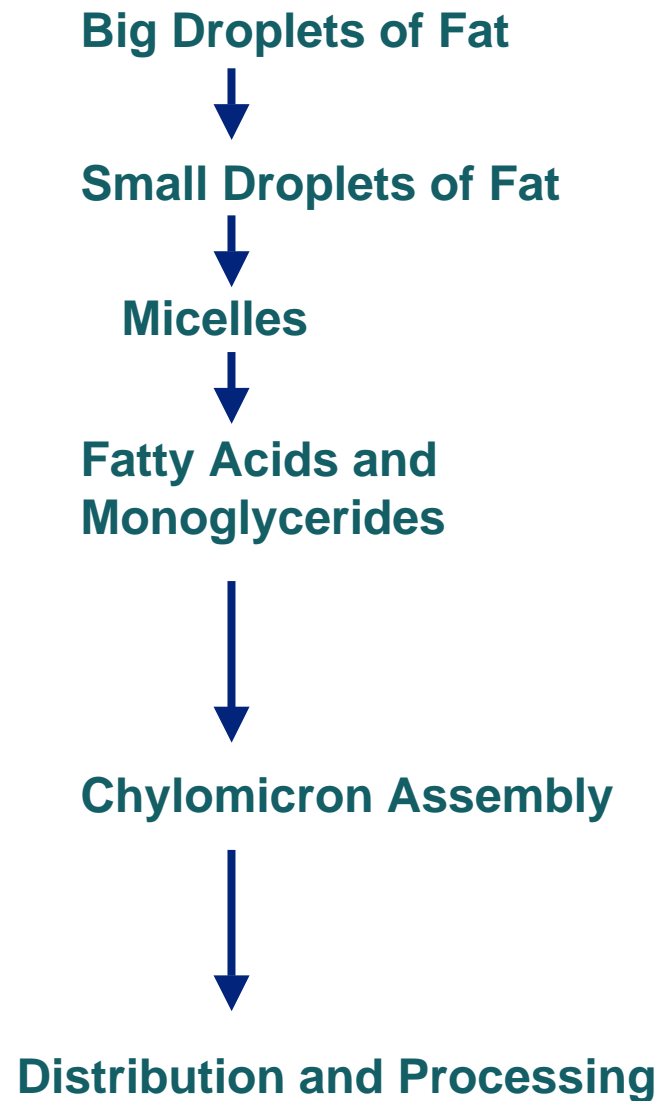 Big Droplets of Fat
Small Droplets of Fat
Micelles
Fatty Acids and
Monoglycerides
Chylomicron Assembly
Distribution and Processing